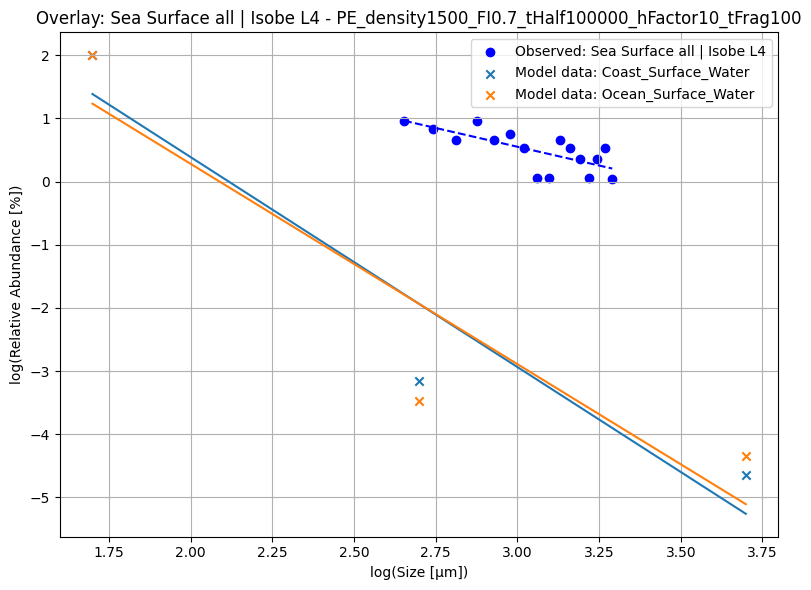 Overlay: Sea Surface all | Isobe L4 - PE_density1500_FI0.7_tHalf100000_hFactor10_tFrag100
Observed: Sea Surface all | Isobe L4
Model data: Coast_Surface_Water
Model data: Ocean_Surface_Water
log(Relative Abundance [%])
2
1
0
−1
−2
−3
−4
−5
1.75
2.00
2.25
2.50
2.75
3.00
3.25
3.50
3.75
log(Size [μm])